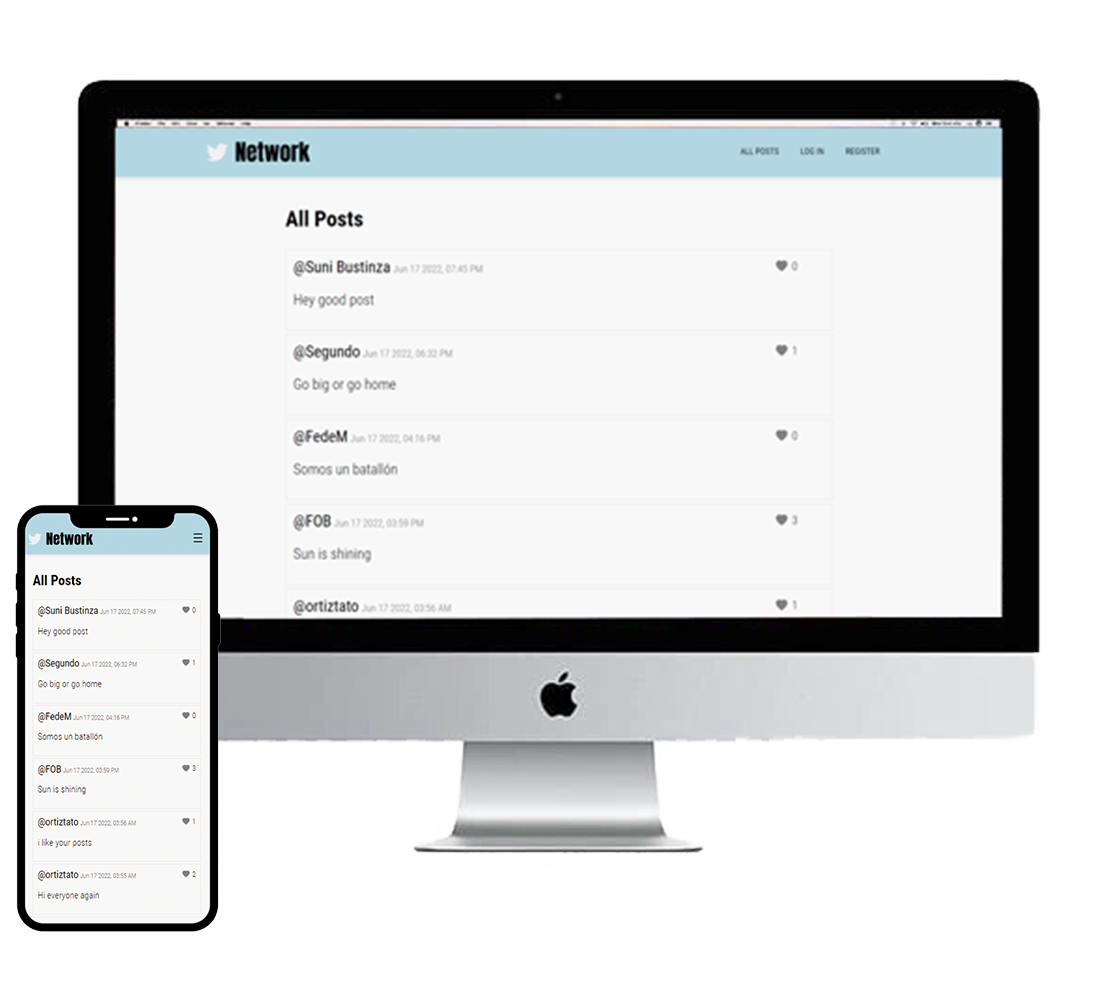 Network
ALL POSTS LOG IN REGISTER
All Posts
@Suni Bustinza Jun 17 2022, 07:45 PM 0
Hey good post
@Segundo Jun 17 2022, 06:32 PM 1
Go big or go home
@FedeM Jun 17 2022, 04:16 PM 0
Somos un batallón
@FOB Jun 17 2022, 03:59 PM 3
Sun is shining
@ortiztato Jun 17 2022, 03:56 AM 1
Network
All Posts
@Suni Bustinza Jun 17 2022, 07:45 PM 0
Hey good post
@Segundo Jun 17 2022, 06:32 PM 1
Go big or go home
@FedeM Jun 17 2022, 04:16 PM 0
Somos un batallón
@FOB Jun 17 2022, 03:59 PM 3
Sun is shining
@ortiztato Jun 17 2022, 03:56 AM 1
i like your posts
@ortiztato Jun 17 2022, 03:55 AM 2
Hi everyone again